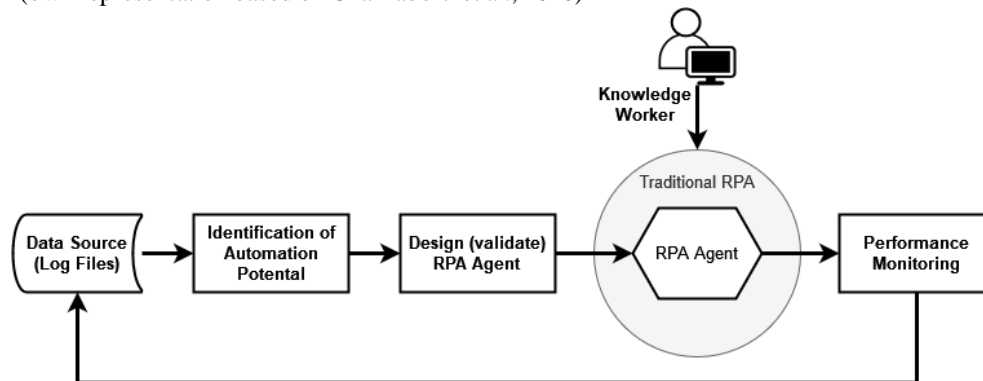 Knowledge
Worker
Traditional RPA
Data Source
(Log Files)
Identification of
Automation
Potential
Design (validate)
RPA Agent
RPA Agent
Performance
Monitoring